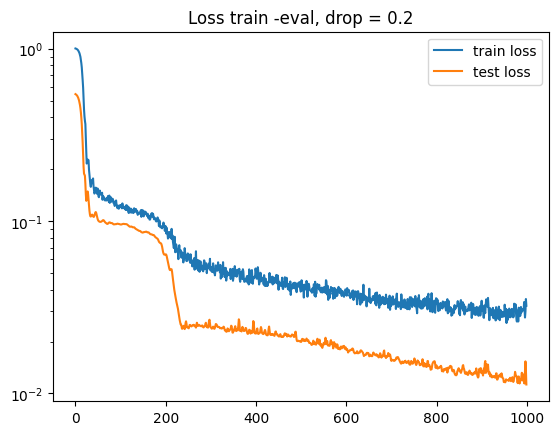 Loss train -eval, drop = 0.2
train loss
test loss
10⁰
10⁻¹
10⁻²
0 200 400 600 800 1000